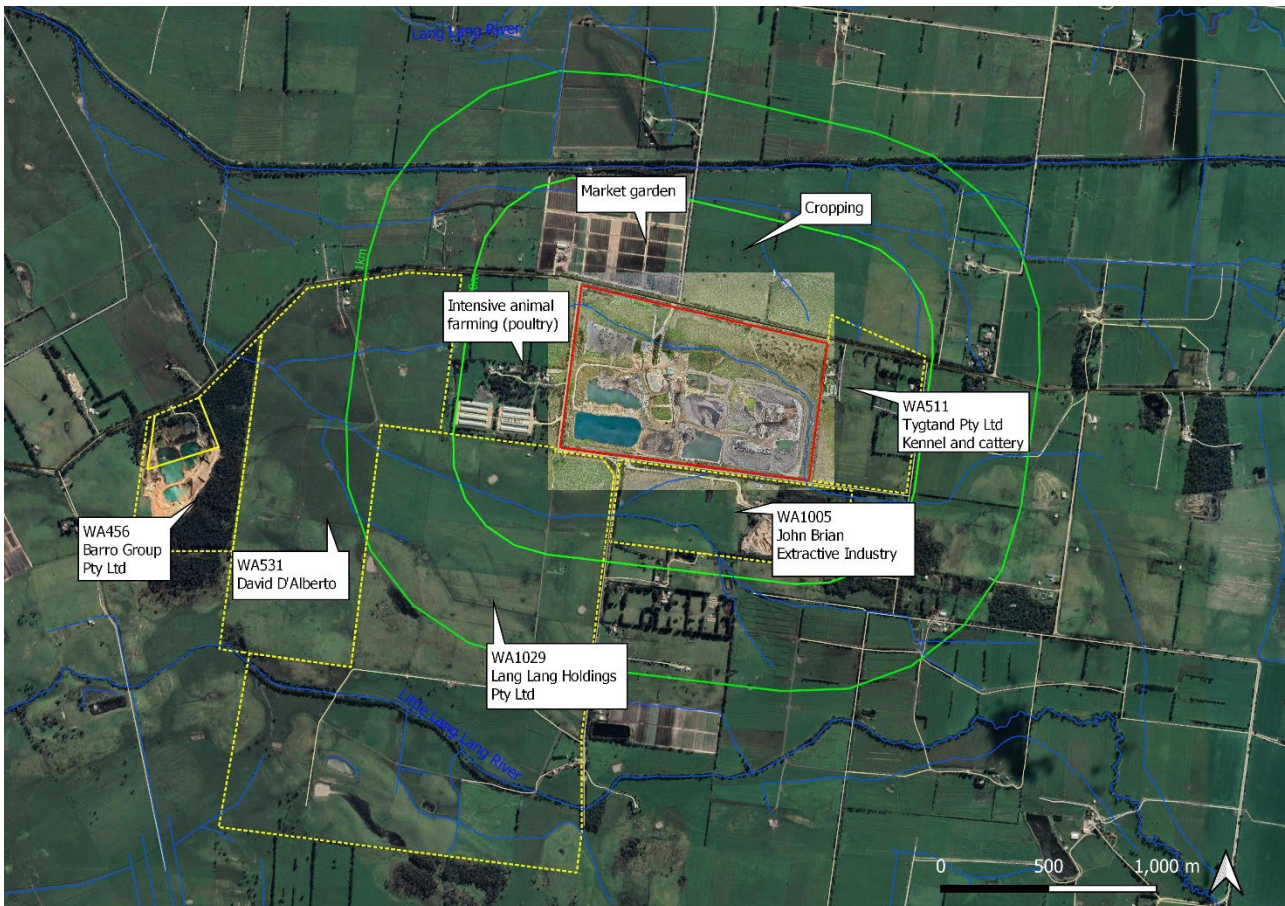 Lang Lang River
Market garden
Cropping
1km
Intensive animal
farming (poultry)
WA511
Tygtand Pty Ltd
Kennel and cattery
WA456
Barro Group
Pty Ltd
WA531
David D'Alberto
WA1005
John Brian
Extractive Industry
WA1029
Lang Lang Holdings
Pty Ltd
Little Lang Lang River
0 500 1,000 m